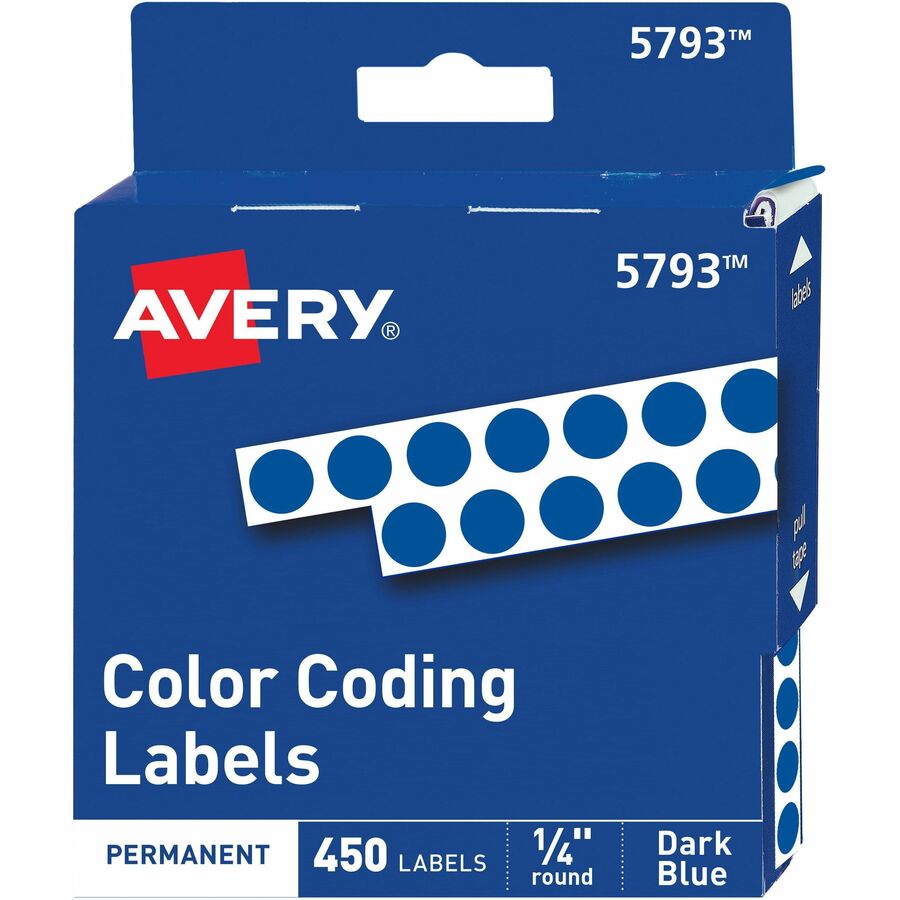 5793™
5793™
AVERY®
labels
pull
tape
Color Coding
Labels
PERMANENT
450 LABELS
1/4"
round
Dark
Blue